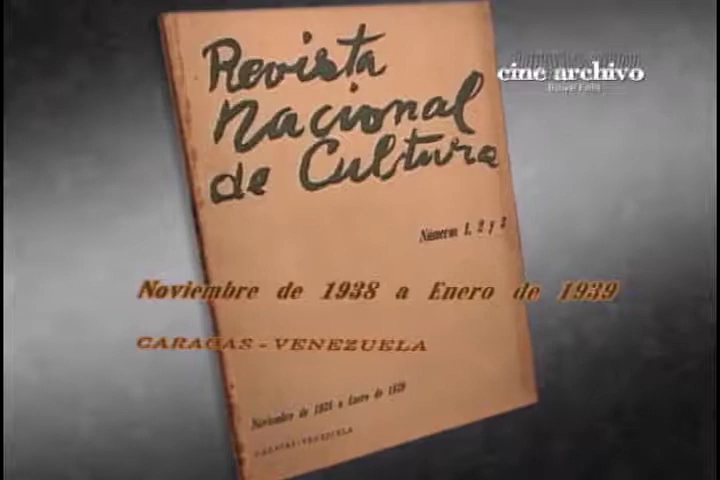 Revista
Nacional
de Cultura
cine archivo
Números 1, 2 y 3
Noviembre de 1938 a Enero de 1939
CARACAS - VENEZUELA
Noviembre de 1938 a Enero de 1939
CARACAS-VENEZUELA